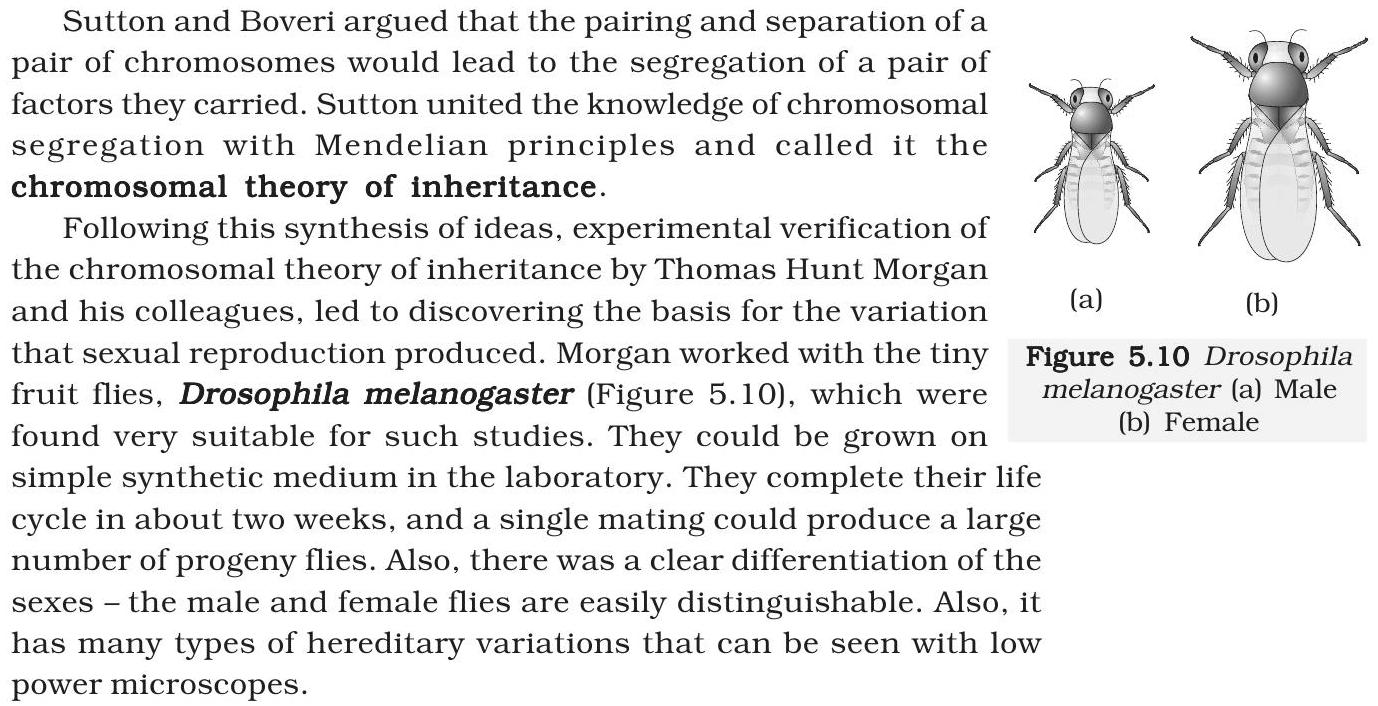 Sutton and Boveri argued that the pairing and separation of a
pair of chromosomes would lead to the segregation of a pair of
factors they carried. Sutton united the knowledge of chromosomal
segregation with Mendelian principles and called it the
chromosomal theory of inheritance.
Following this synthesis of ideas, experimental verification of
the chromosomal theory of inheritance by Thomas Hunt Morgan
and his colleagues, led to discovering the basis for the variation
that sexual reproduction produced. Morgan worked with the tiny
fruit flies, Drosophila melanogaster (Figure 5.10), which were
found very suitable for such studies. They could be grown on
simple synthetic medium in the laboratory. They complete their life
cycle in about two weeks, and a single mating could produce a large
number of progeny flies. Also, there was a clear differentiation of the
sexes – the male and female flies are easily distinguishable. Also, it
has many types of hereditary variations that can be seen with low
power microscopes.
(a)
(b)
Figure 5.10 Drosophila
melanogaster (a) Male
(b) Female